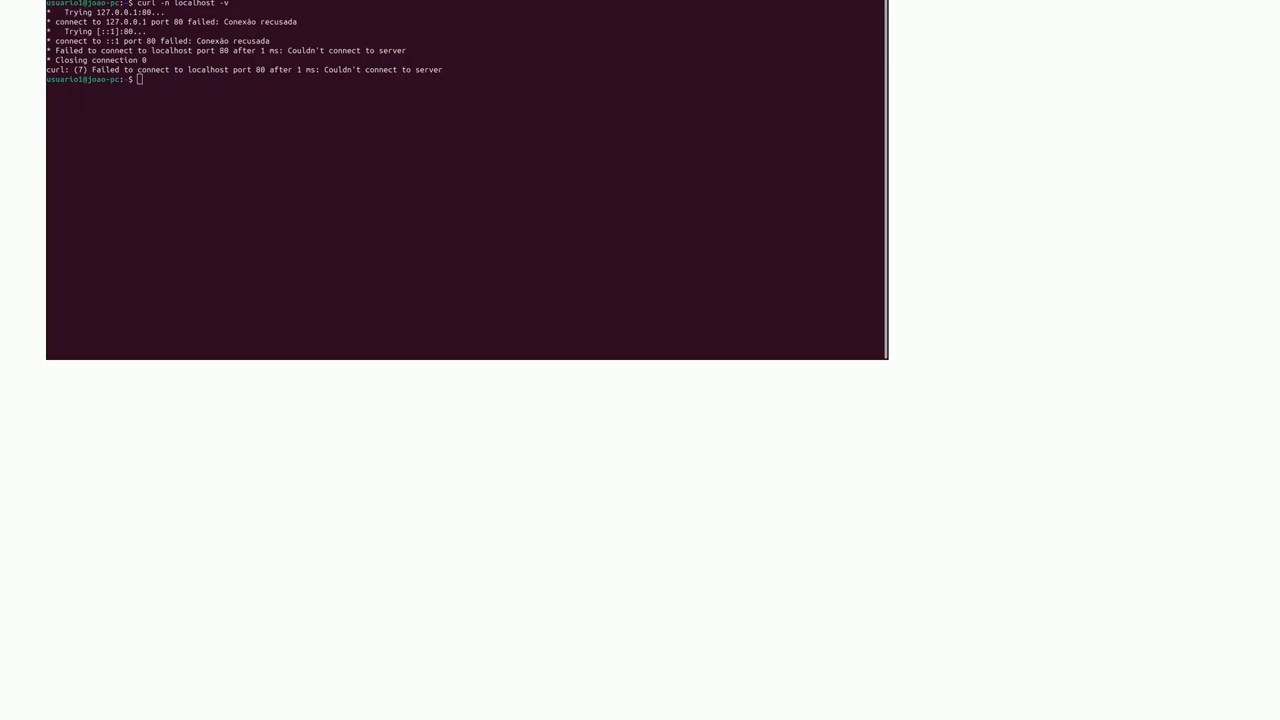 usuario1@joao-pc: $ curl -n localhost -v
*   Trying 127.0.0.1:80...
* connect to 127.0.0.1 port 80 failed: Conexão recusada
*   Trying [::1]:80...
* connect to ::1 port 80 failed: Conexão recusada
* Failed to connect to localhost port 80 after 1 ms: Couldn't connect to server
* Closing connection 0
curl: (7) Failed to connect to localhost port 80 after 1 ms: Couldn't connect to server
usuario1@joao-pc: $